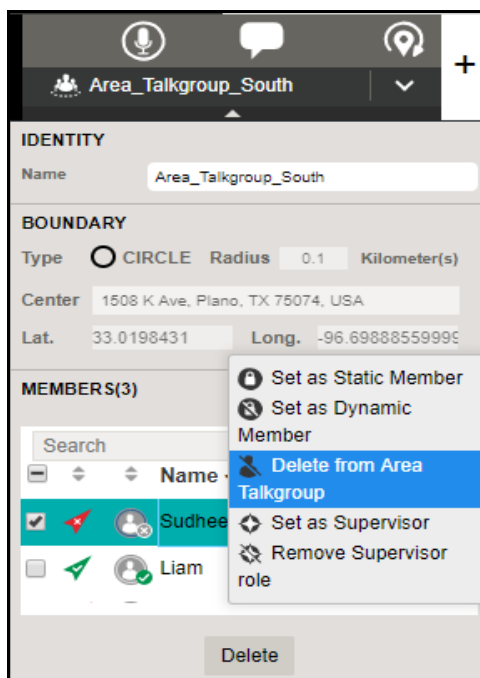 +
Area_Talkgroup_South
IDENTITY
Name Area_Talkgroup_South
BOUNDARY
Type CIRCLE Radius 0.1 Kilometer(s)
Center 1508 K Ave, Plano, TX 75074, USA
Lat. 33.0198431 Long. -96.69888559999
MEMBERS(3)
Set as Static Member
Set as Dynamic
Member
Delete from Area
Talkgroup
Set as Supervisor
Remove Supervisor
role
Search
Name
Sudhee
Liam
Delete